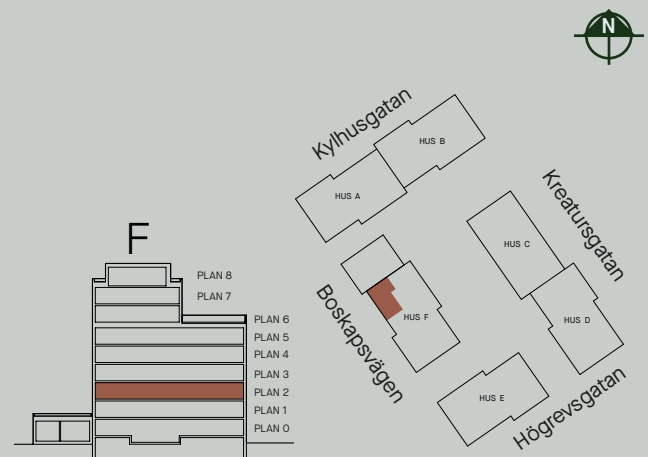 N
Kylhusgatan
HUS B
HUS A
Kreatursgatan
HUS C
F
PLAN 8
PLAN 7
PLAN 6
PLAN 5
PLAN 4
PLAN 3
PLAN 2
PLAN 1
PLAN 0
Boskapsvägen
HUS F
HUS D
HUS E
Högrevsgatan